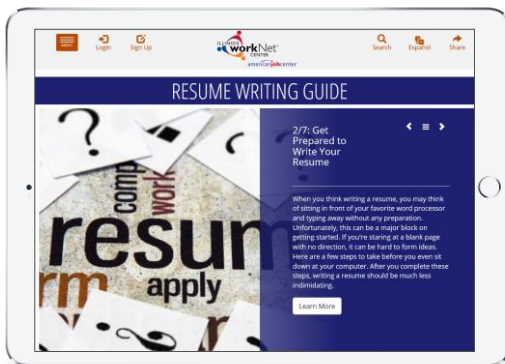 MENU
Login
Sign Up
ILLINOIS
workNet®
CENTER
americanjobcenter
Search
Español
Share
RESUME WRITING GUIDE
?
?
?
comp
work
resum
rm
apply
2/7: Get
Prepared to
Write Your
Resume
When you think writing a resume, you may think
of sitting in front of your favorite word processor
and typing away without any preparation.
Unfortunately, this can be a major block on
getting started. If you're staring at a blank page
with no direction, it can be hard to form ideas.
Here are a few steps to take before you even sit
down at your computer. After you complete these
steps, writing a resume should be much less
indimidating.
Learn More